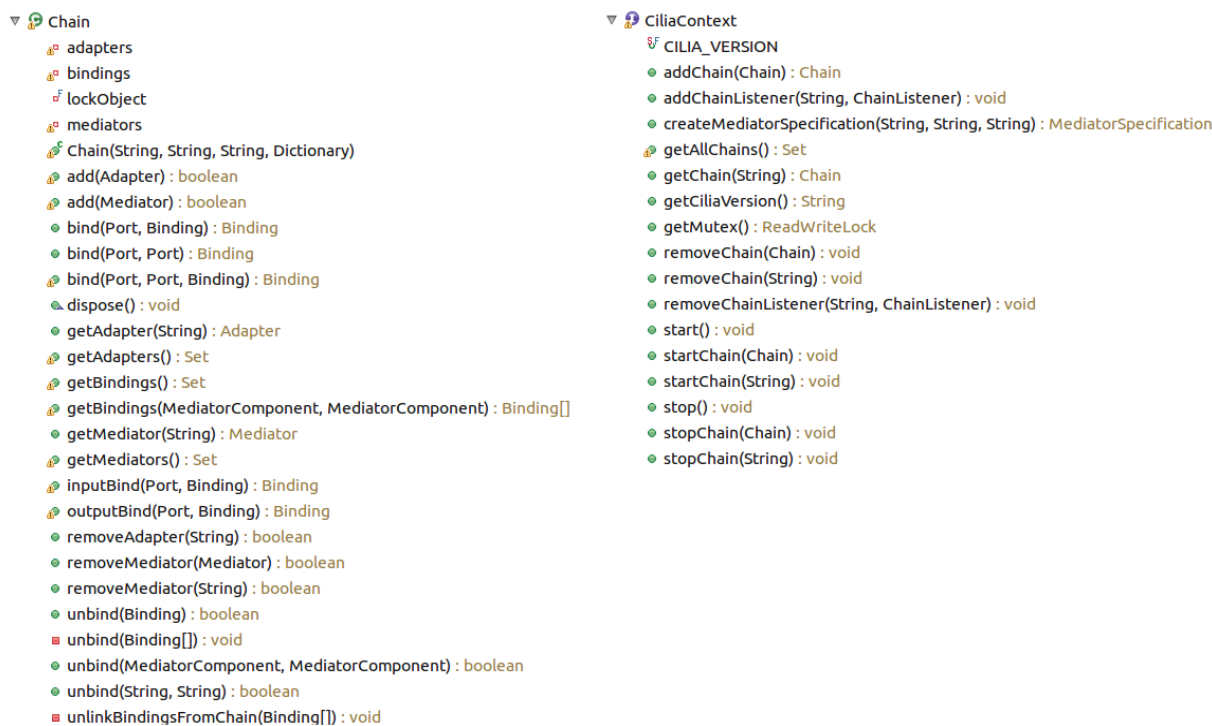 Chain
adapters
bindings
lockObject
mediators
Chain(String, String, String, Dictionary)
add(Adapter) : boolean
add(Mediator) : boolean
bind(Port, Binding) : Binding
bind(Port, Port) : Binding
bind(Port, Port, Binding) : Binding
dispose() : void
getAdapter(String) : Adapter
getAdapters() : Set
getBindings() : Set
getBindings(MediatorComponent, MediatorComponent) : Binding[]
getMediator(String) : Mediator
getMediators() : Set
inputBind(Port, Binding) : Binding
outputBind(Port, Binding) : Binding
removeAdapter(String) : boolean
removeMediator(Mediator) : boolean
removeMediator(String) : boolean
unbind(Binding) : boolean
unbind(Binding[]) : void
unbind(MediatorComponent, MediatorComponent) : boolean
unbind(String, String) : boolean
unlinkBindingsFromChain(Binding[]) : void
CiliaContext
CILIA_VERSION
addChain(Chain) : Chain
addChainListener(String, ChainListener) : void
createMediatorSpecification(String, String, String) : MediatorSpecification
getAllChains() : Set
getChain(String) : Chain
getCiliaVersion() : String
getMutex() : ReadWriteLock
removeChain(Chain) : void
removeChain(String) : void
removeChainListener(String, ChainListener) : void
start() : void
startChain(Chain) : void
startChain(String) : void
stop() : void
stopChain(Chain) : void
stopChain(String) : void